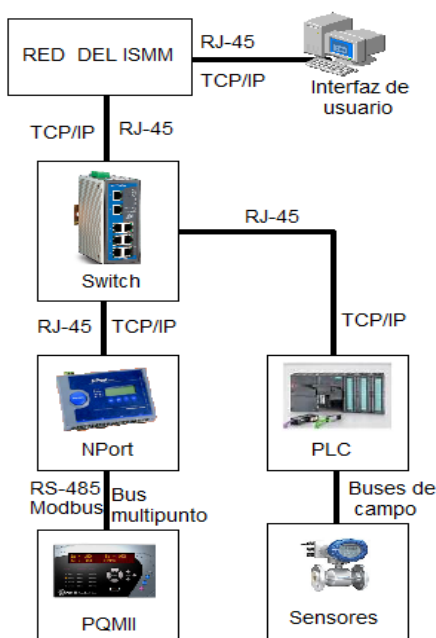 RED DEL ISMM
RJ-45
TCP/IP
Interfaz de
usuario
TCP/IP
RJ-45
Switch
RJ-45
TCP/IP
RJ-45
TCP/IP
NPort
PLC
RS-485
Modbus
Bus
multipunto
Buses de
campo
PQMII
Sensores